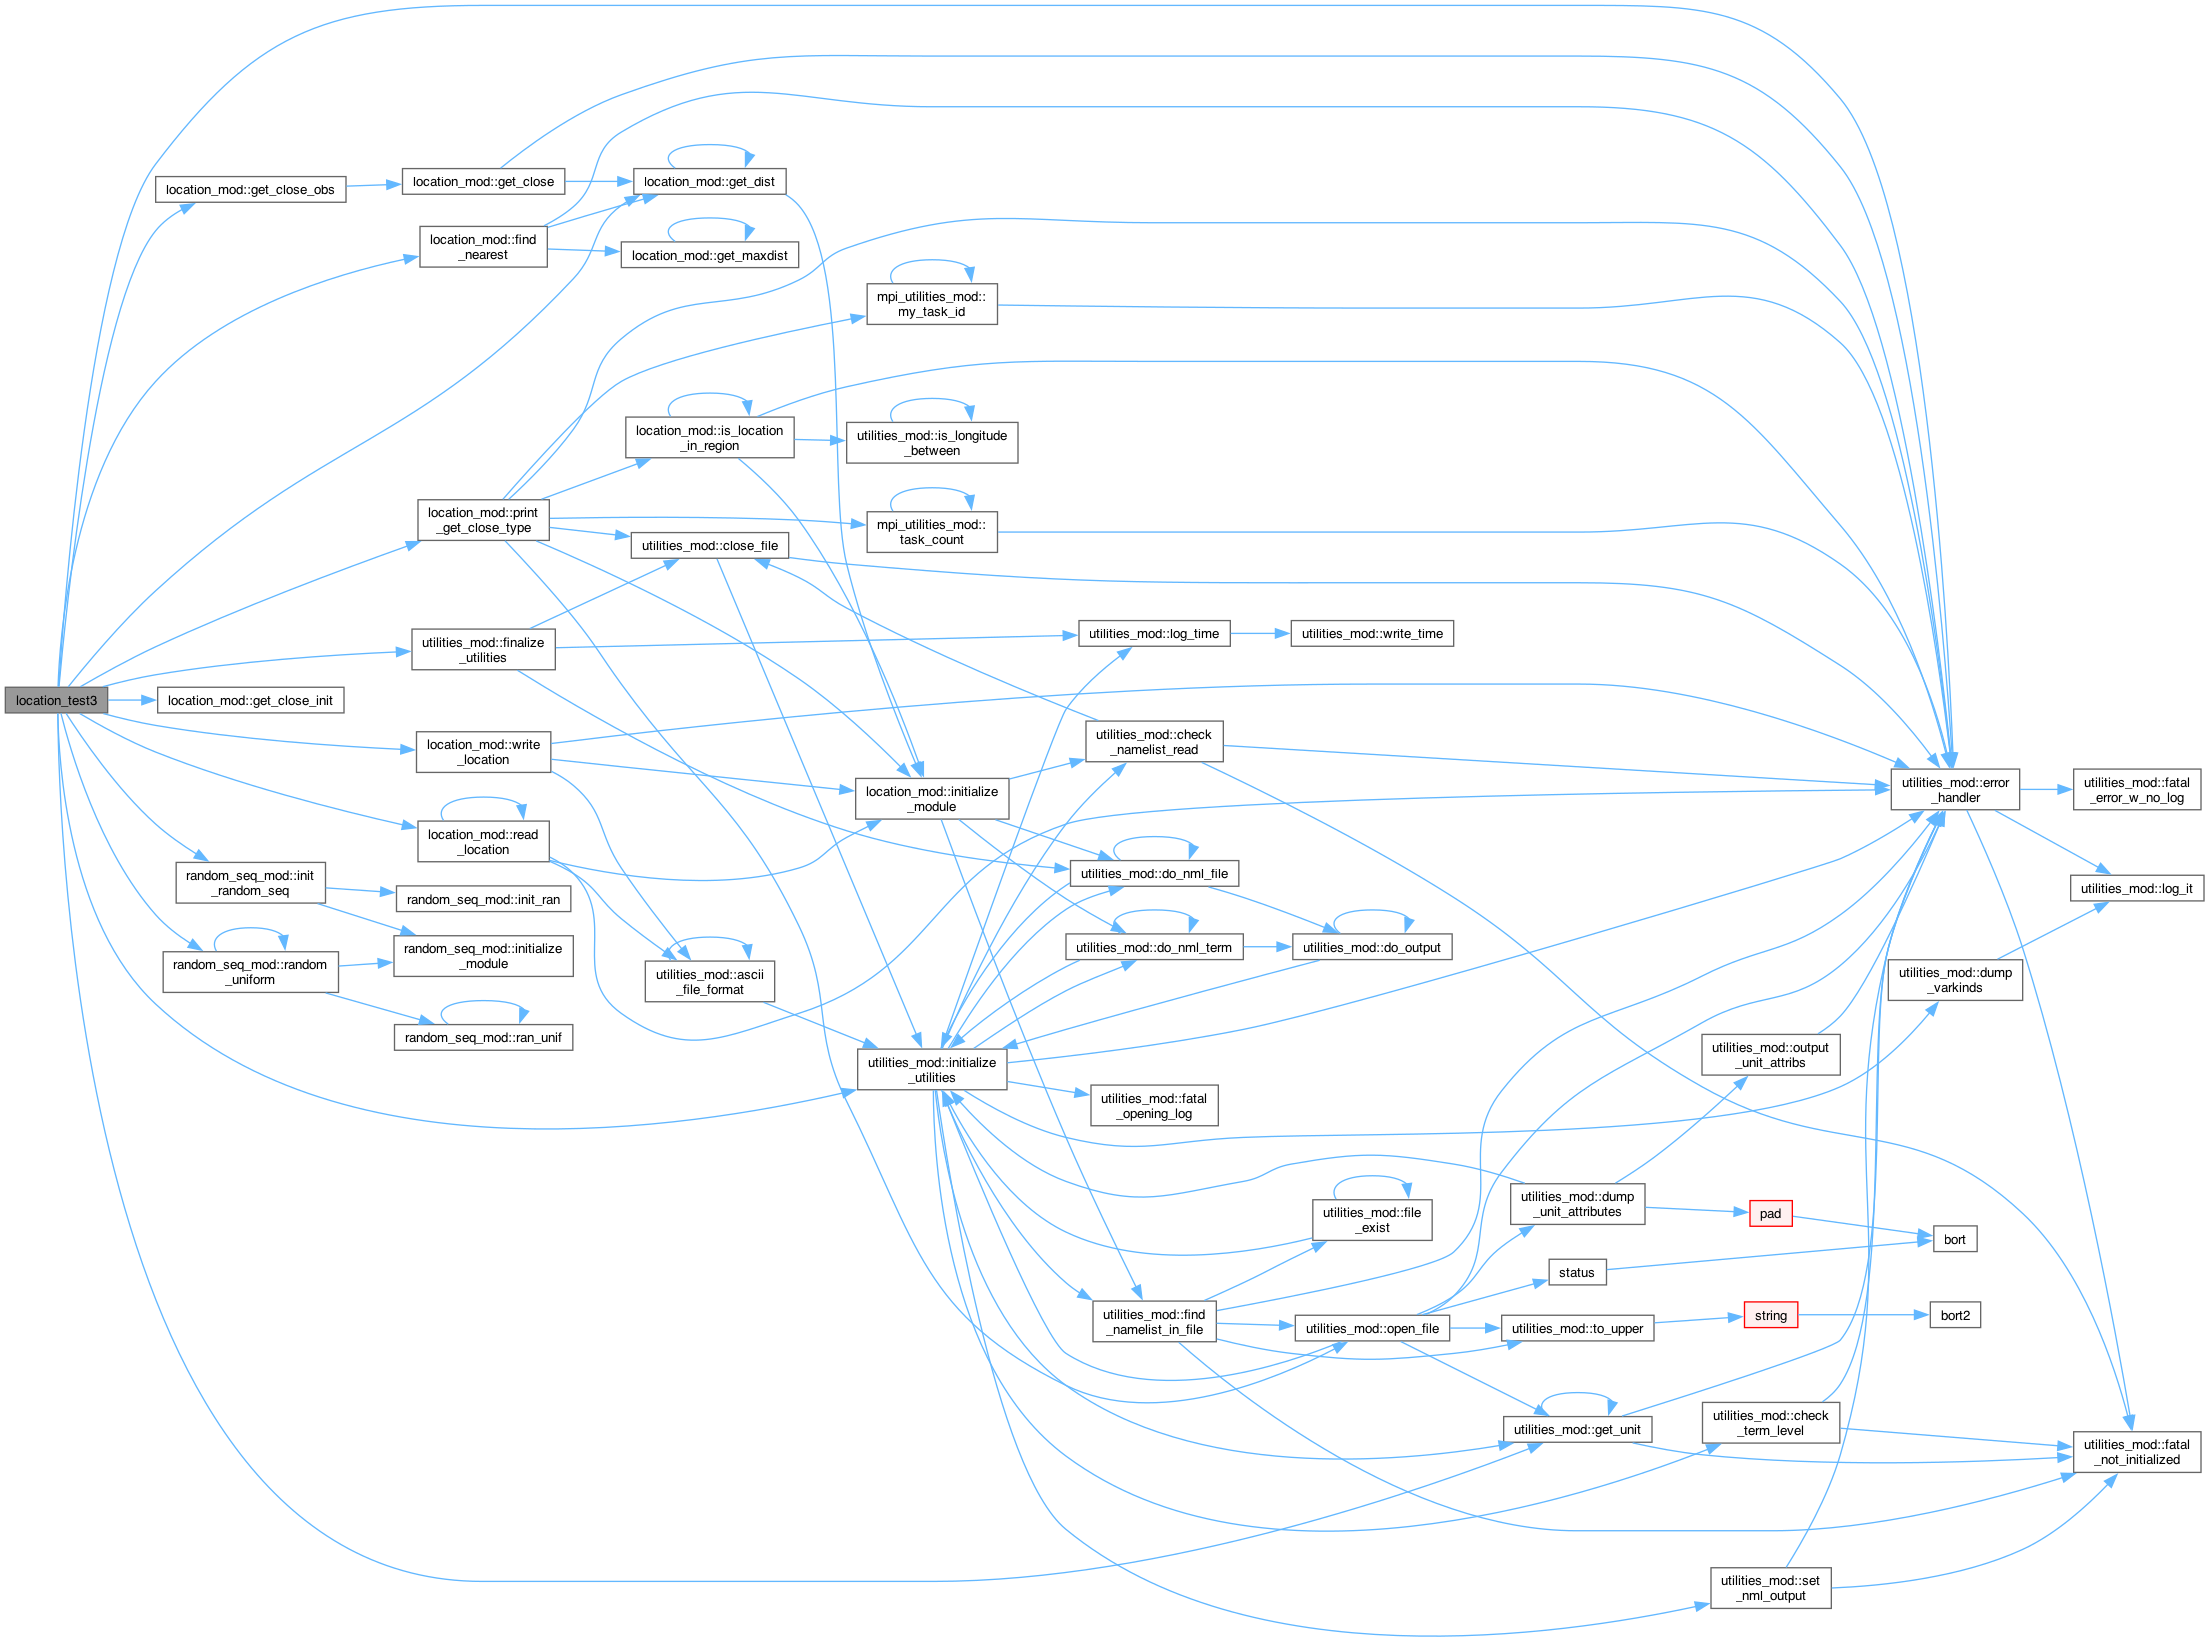 location_test3
location_mod::get_close_obs
location_mod::get_close
location_mod::get_dist
location_mod::find
_nearest
location_mod::get_maxdist
mpi_utilities_mod::
my_task_id
location_mod::is_location
_in_region
utilities_mod::is_longitude
_between
location_mod::print
_get_close_type
utilities_mod::close_file
mpi_utilities_mod::
task_count
utilities_mod::finalize
_utilities
utilities_mod::log_time
utilities_mod::write_time
location_mod::get_close_init
location_mod::write
_location
utilities_mod::check
_namelist_read
location_mod::initialize
_module
utilities_mod::error
_handler
utilities_mod::fatal
_error_w_no_log
location_mod::read
_location
random_seq_mod::init
_random_seq
random_seq_mod::init_ran
utilities_mod::do_nml_file
utilities_mod::log_it
random_seq_mod::random
_uniform
random_seq_mod::initialize
_module
utilities_mod::ascii
_file_format
utilities_mod::do_nml_term
utilities_mod::do_output
utilities_mod::dump
_varkinds
random_seq_mod::ran_unif
utilities_mod::initialize
_utilities
utilities_mod::output
_unit_attribs
utilities_mod::fatal
_opening_log
utilities_mod::file
_exist
utilities_mod::dump
_unit_attributes
pad
bort
status
utilities_mod::find
_namelist_in_file
utilities_mod::open_file
utilities_mod::to_upper
string
bort2
utilities_mod::get_unit
utilities_mod::check
_term_level
utilities_mod::fatal
_not_initialized
utilities_mod::set
_nml_output